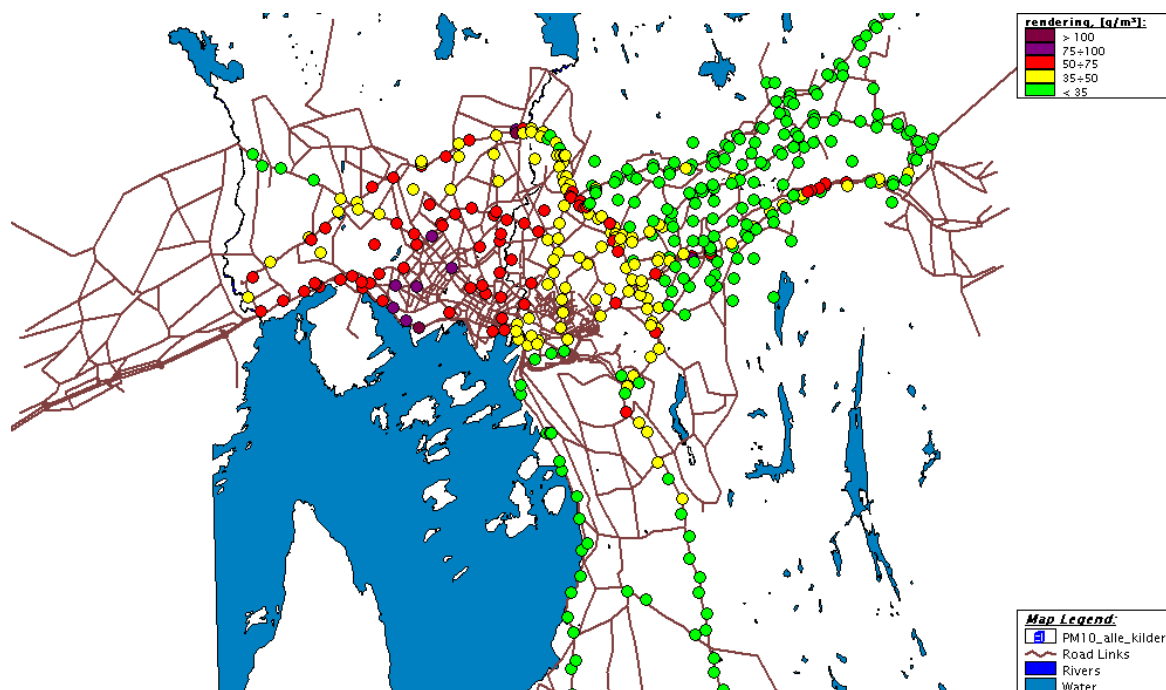 rendering, [g/m³]:
> 100
75÷100
50÷75
35÷50
< 35
Map Legend:
PM10_alle_kilder
Road Links
Rivers
Water